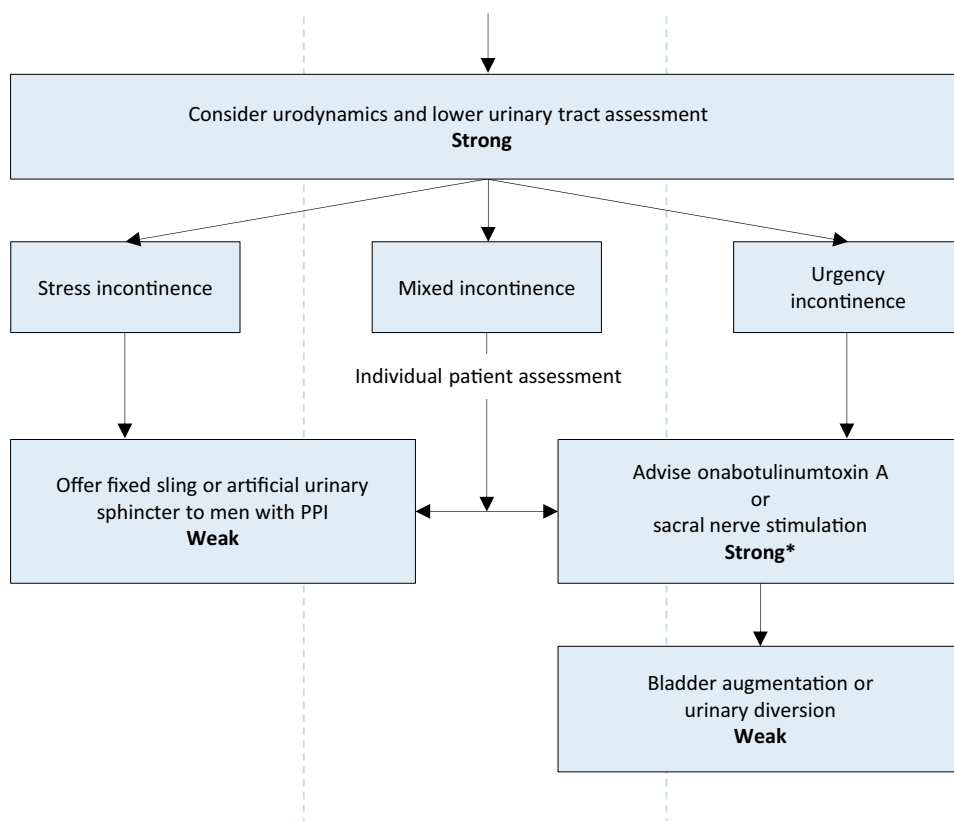 Consider urodynamics and lower urinary tract assessment
Strong
Stress incontinence
Mixed incontinence
Urgency
incontinence
Individual patient assessment
Offer fixed sling or artificial urinary
sphincter to men with PPI
Weak
Advise onabotulinumtoxin A
or
sacral nerve stimulation
Strong*
Bladder augmentation or
urinary diversion
Weak